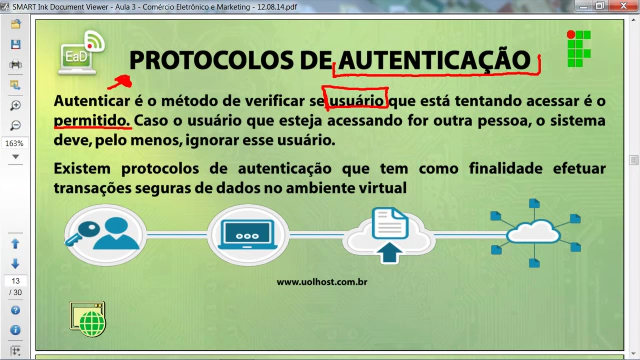 SMART Ink Document Viewer - Aula 3 - Comércio Eletrônico e Marketing - 12.08.14.pdf
EaD
PROTOCOLOS DE AUTENTICAÇÃO
Autenticar é o método de verificar se usuário que está tentando acessar é o
permitido. Caso o usuário que esteja acessando for outra pessoa, o sistema
deve, pelo menos, ignorar esse usuário.
Existem protocolos de autenticação que tem como finalidade efetuar
transações seguras de dados no ambiente virtual
163%
13
/ 30
www.uolhost.com.br